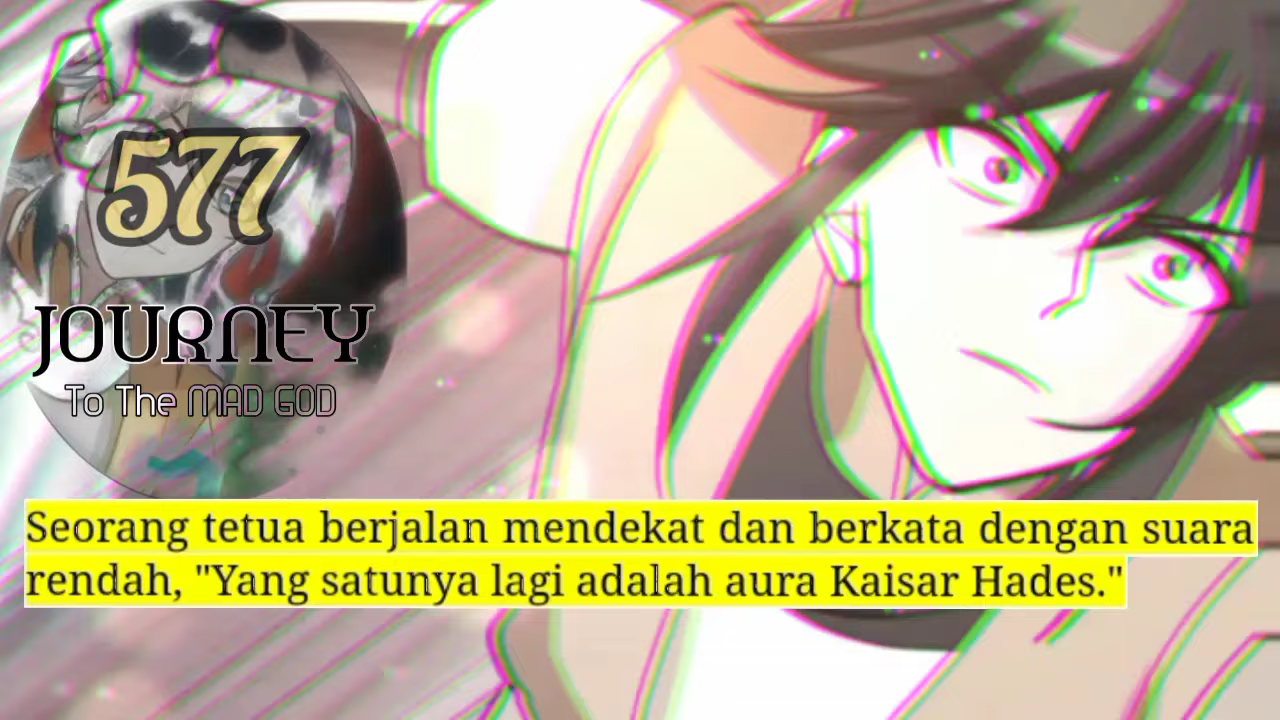 577
JOURNEY
To The MAD GOD
Seorang tetua berjalan mendekat dan berkata dengan suara
rendah, "Yang satunya lagi adalah aura Kaisar Hades."